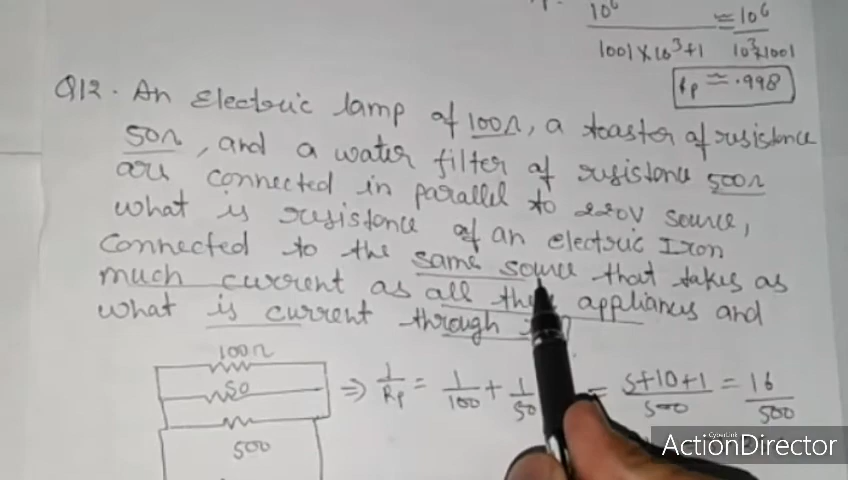 10⁶ ≈ 10⁶
1001×10³+1 10³×1001
Rp ≈ .998
Q12. An Electric lamp of 100Ω, a toaster of resistance
50Ω, and a water filter of resistance 500Ω
are connected in parallel to 220V source,
what is resistance of an electric Iron
Connected to the same source that takes as
much current as all the appliances and
what is current through
100Ω
50
500
⇒ 1/Rp = 1/100 + 1/50 = 5+10+1/500 = 16/500
CyberLink
ActionDirector